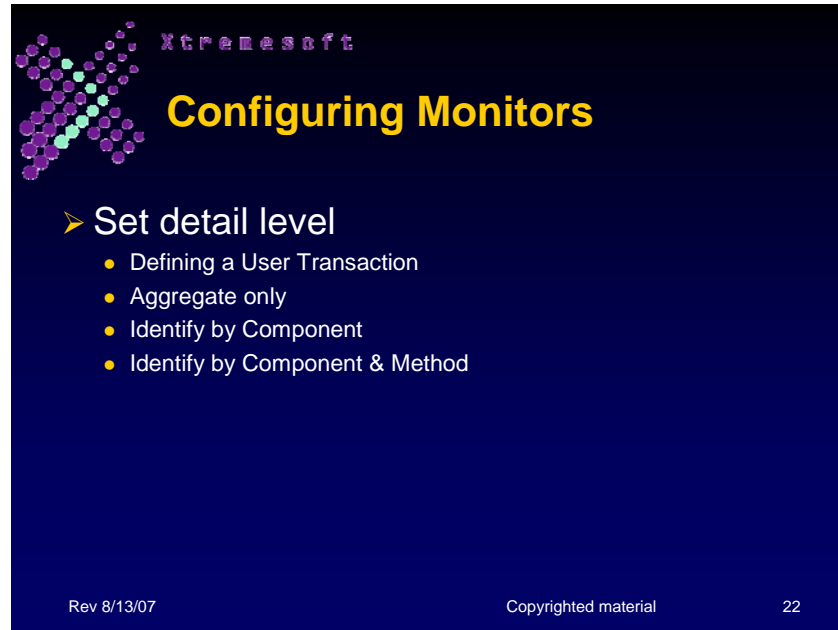 Xtremesoft
Configuring Monitors
➢ Set detail level
• Defining a User Transaction
• Aggregate only
• Identify by Component
• Identify by Component & Method
Rev 8/13/07 Copyrighted material 22